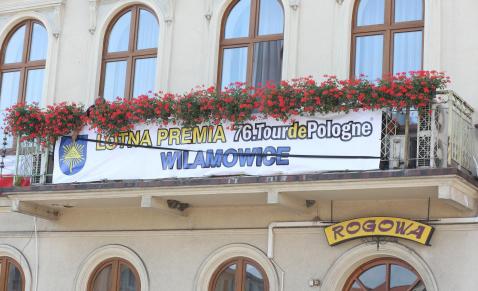 LOTNA PREMIA 76.TourdePologne
WILAMOWICE
ROGOWA